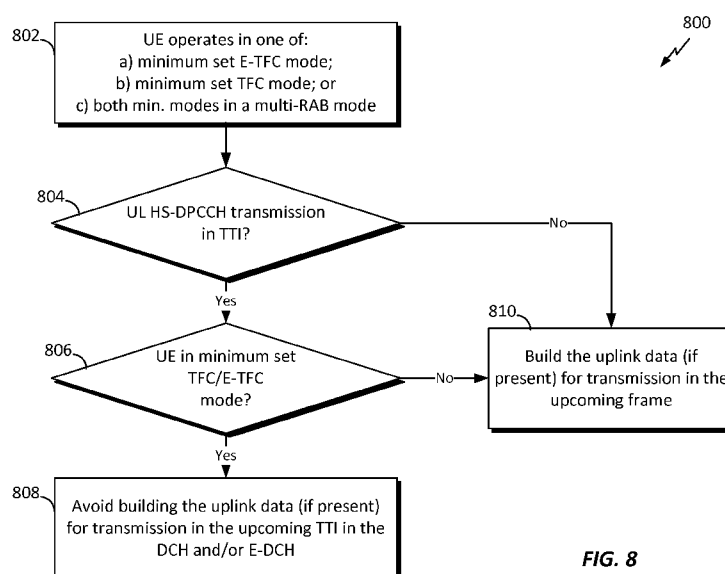 800
802
UE operates in one of:
a) minimum set E-TFC mode;
b) minimum set TFC mode; or
c) both min. modes in a multi-RAB mode
804
UL HS-DPCCH transmission
in TTI?
No
Yes
806
UE in minimum set
TFC/E-TFC
mode?
No
810
Build the uplink data (if
present) for transmission in the
upcoming frame
Yes
808
Avoid building the uplink data (if present)
for transmission in the upcoming TTI in the
DCH and/or E-DCH
FIG. 8